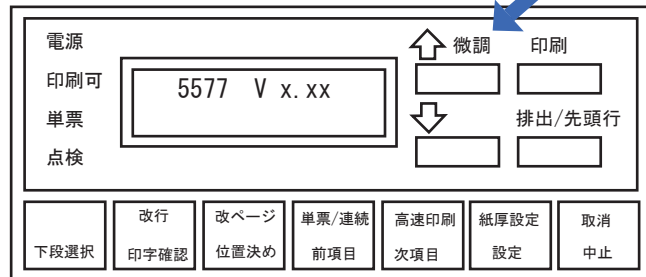 電源
微調 印刷
印刷可
5577 V x.xx
単票
排出/先頭行
点検
改行 改ページ 単票/連続 高速印刷 紙厚設定 取消
下段選択 印字確認 位置決め 前項目 次項目 設定 中止